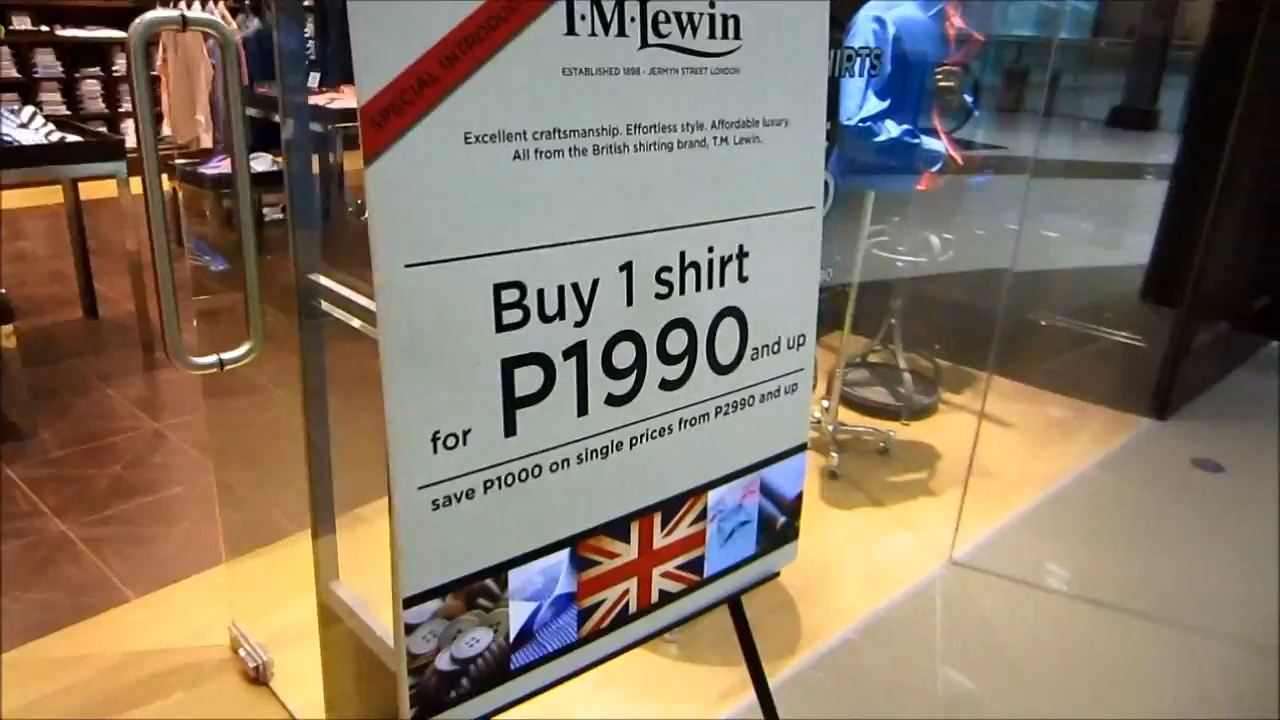 SPECIAL INTRODUC
T·M·Lewin
ESTABLISHED 1898 · JERMYN STREET LONDON
Excellent craftsmanship. Effortless style. Affordable luxury.
All from the British shirting brand, T.M. Lewin.
Buy 1 shirt
for P1990 and up
save P1000 on single prices from P2990 and up
IRTS